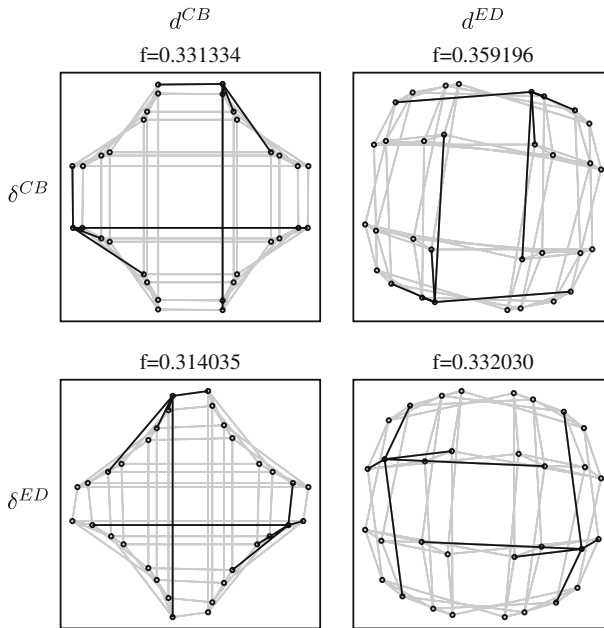 d^{CB} d^{ED}
f=0.331334 f=0.359196
δ^{CB}
f=0.314035 f=0.332030
δ^{ED}